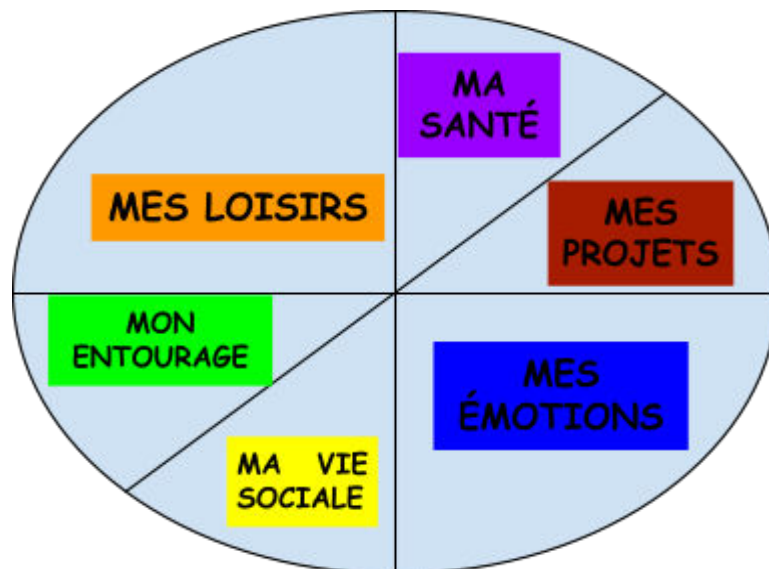 MA
SANTÉ
MES LOISIRS
MES
PROJETS
MON
ENTOURAGE
MES
ÉMOTIONS
MA VIE
SOCIALE